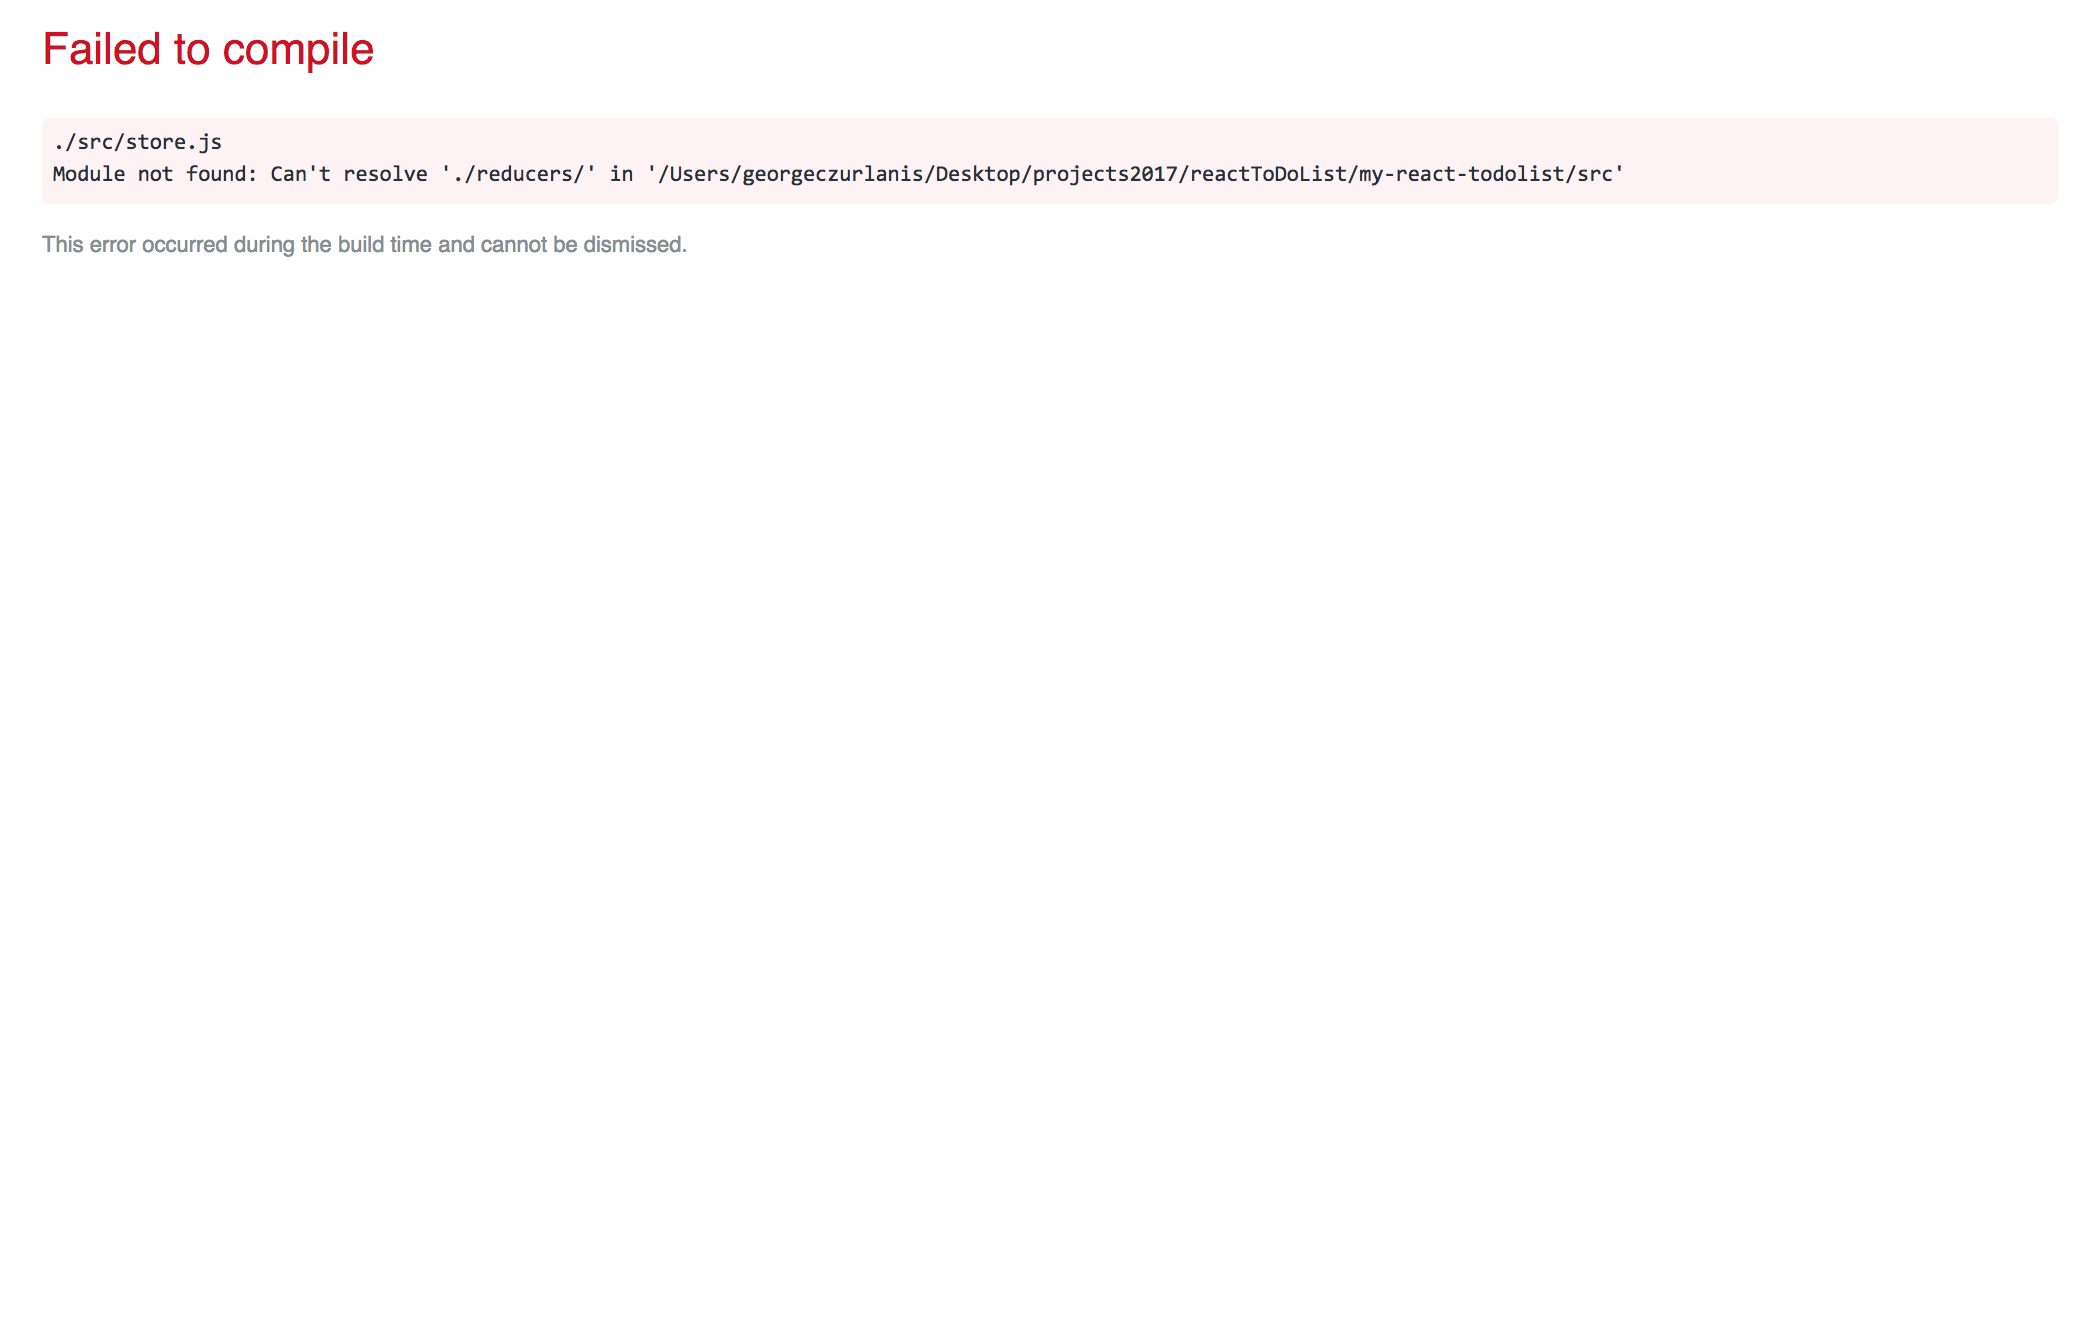 Failed to compile
./src/store.js
Module not found: Can't resolve './reducers/' in '/Users/georgeczurlanis/Desktop/projects2017/reactToDoList/my-react-todolist/src'
This error occurred during the build time and cannot be dismissed.